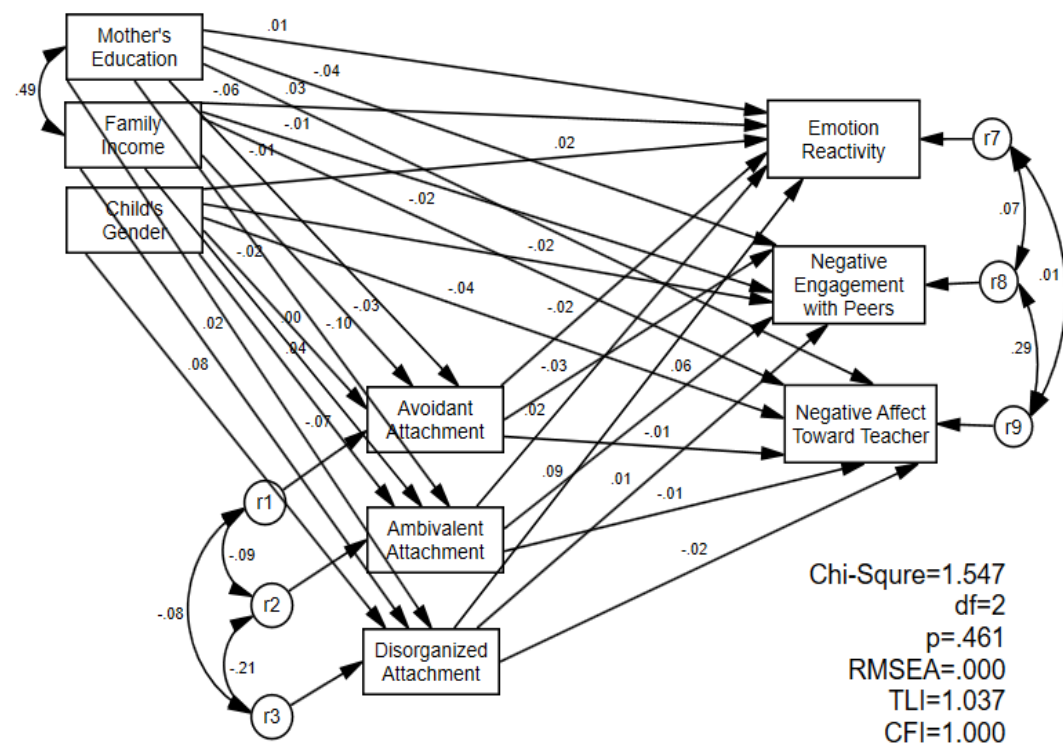 Mother's
Education
Family
Income
Child's
Gender
.49
.01
-.04
-.06
.03
-.01
-.01
.02
-.02
-.02
-.02
-.04
-.02
-.03
.00
-.10
.02
.04
.08
-.03
.06
.02
-.07
-.01
.09
.01
-.01
-.02
Emotion
Reactivity
Negative
Engagement
with Peers
Negative Affect
Toward Teacher
r7
r8
r9
.07
.01
.29
Avoidant
Attachment
Ambivalent
Attachment
Disorganized
Attachment
r1
r2
r3
-.09
-.08
-.21
Chi-Squre=1.547
df=2
p=.461
RMSEA=.000
TLI=1.037
CFI=1.000